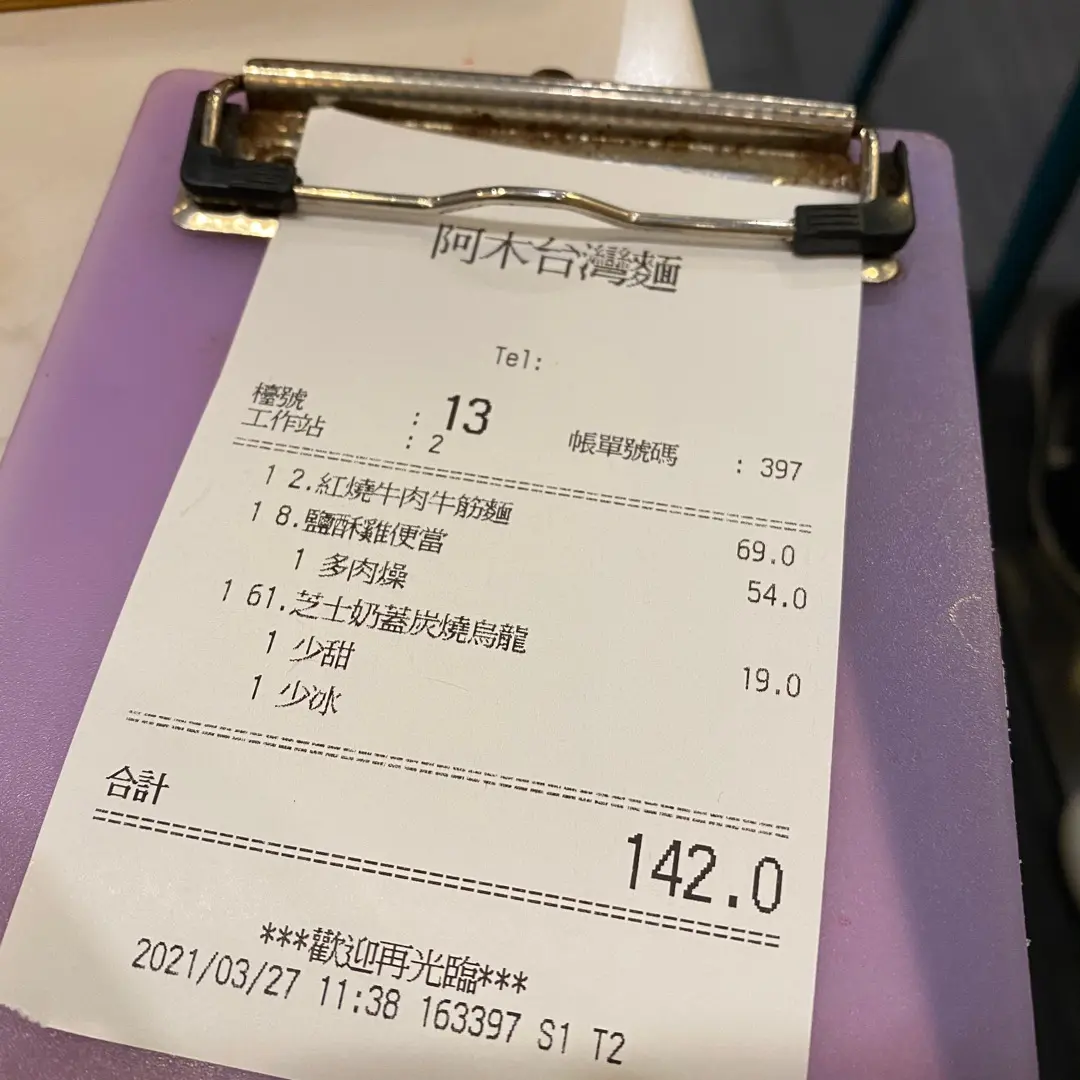 阿木台灣麵
Tel:
檯號 : 13
工作站 : 2 帳單號碼 : 397
1 2.紅燒牛肉牛筋麵 69.0
1 8.鹽酥雞便當 54.0
1 多肉燥
1 61.芝士奶蓋炭燒烏龍 19.0
1 少甜
1 少冰
合計 142.0
***歡迎再光臨***
2021/03/27 11:38 163397 S1 T2